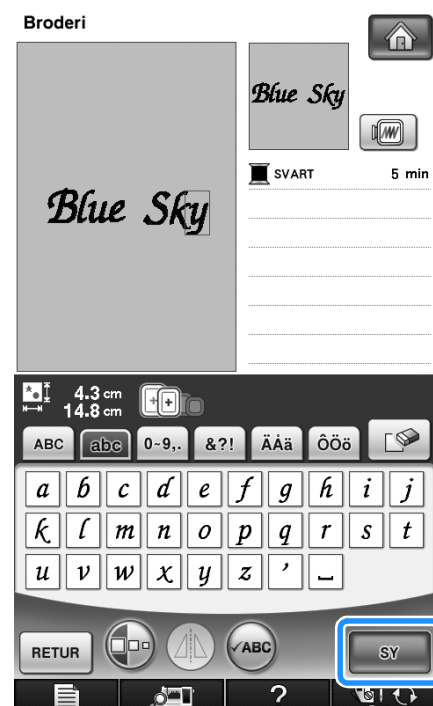 Broderi
Blue Sky
Blue Sky
SVART 5 min
4.3 cm
14.8 cm
ABC abc 0~9,. &?! ÄÅä ÔÖö
a b c d e f g h i j
k l m n o p q r s t
u v w x y z ’ ⎵
RETUR ABC SY
?